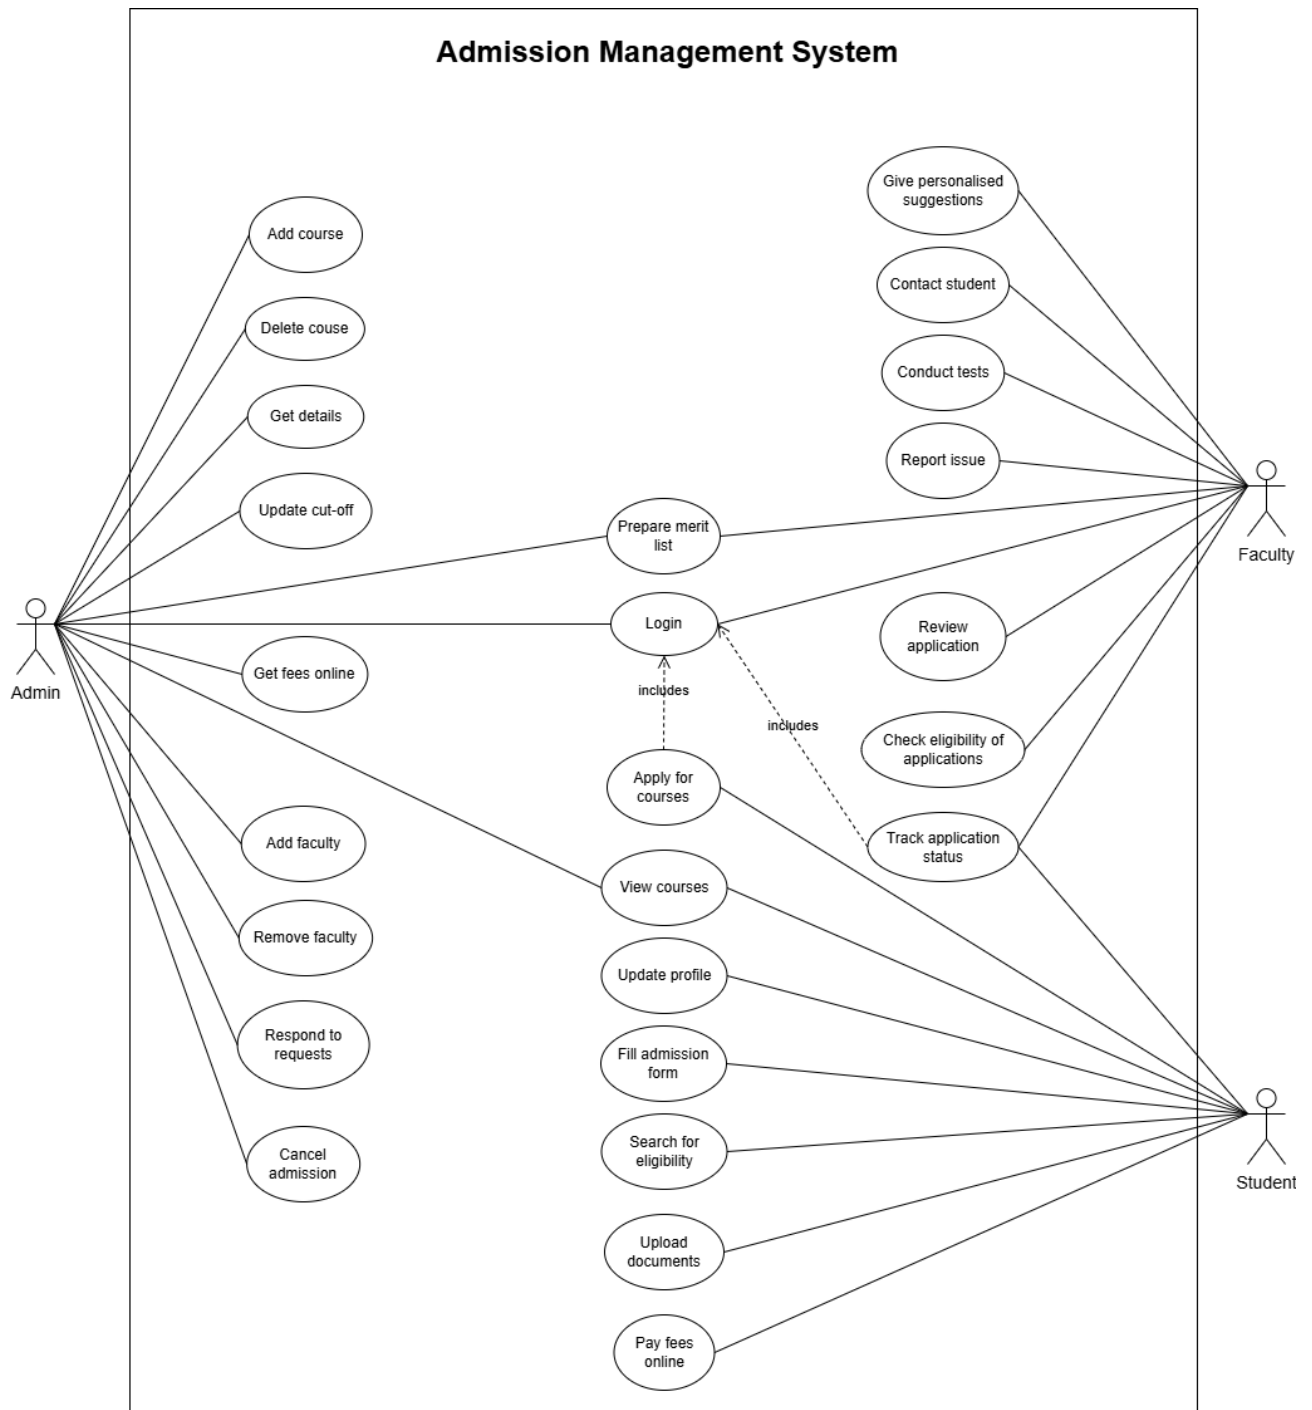 Admission Management System
Give personalised
suggestions
Add course
Contact student
Delete couse
Conduct tests
Get details
Report issue
Update cut-off
Prepare merit
list
Faculty
Login
Review
application
Admin
Get fees online
includes
includes
Check eligibility of
applications
Apply for
courses
Add faculty
Track application
status
View courses
Remove faculty
Update profile
Respond to
requests
Fill admission
form
Search for
eligibility
Cancel
admission
Student
Upload
documents
Pay fees
online